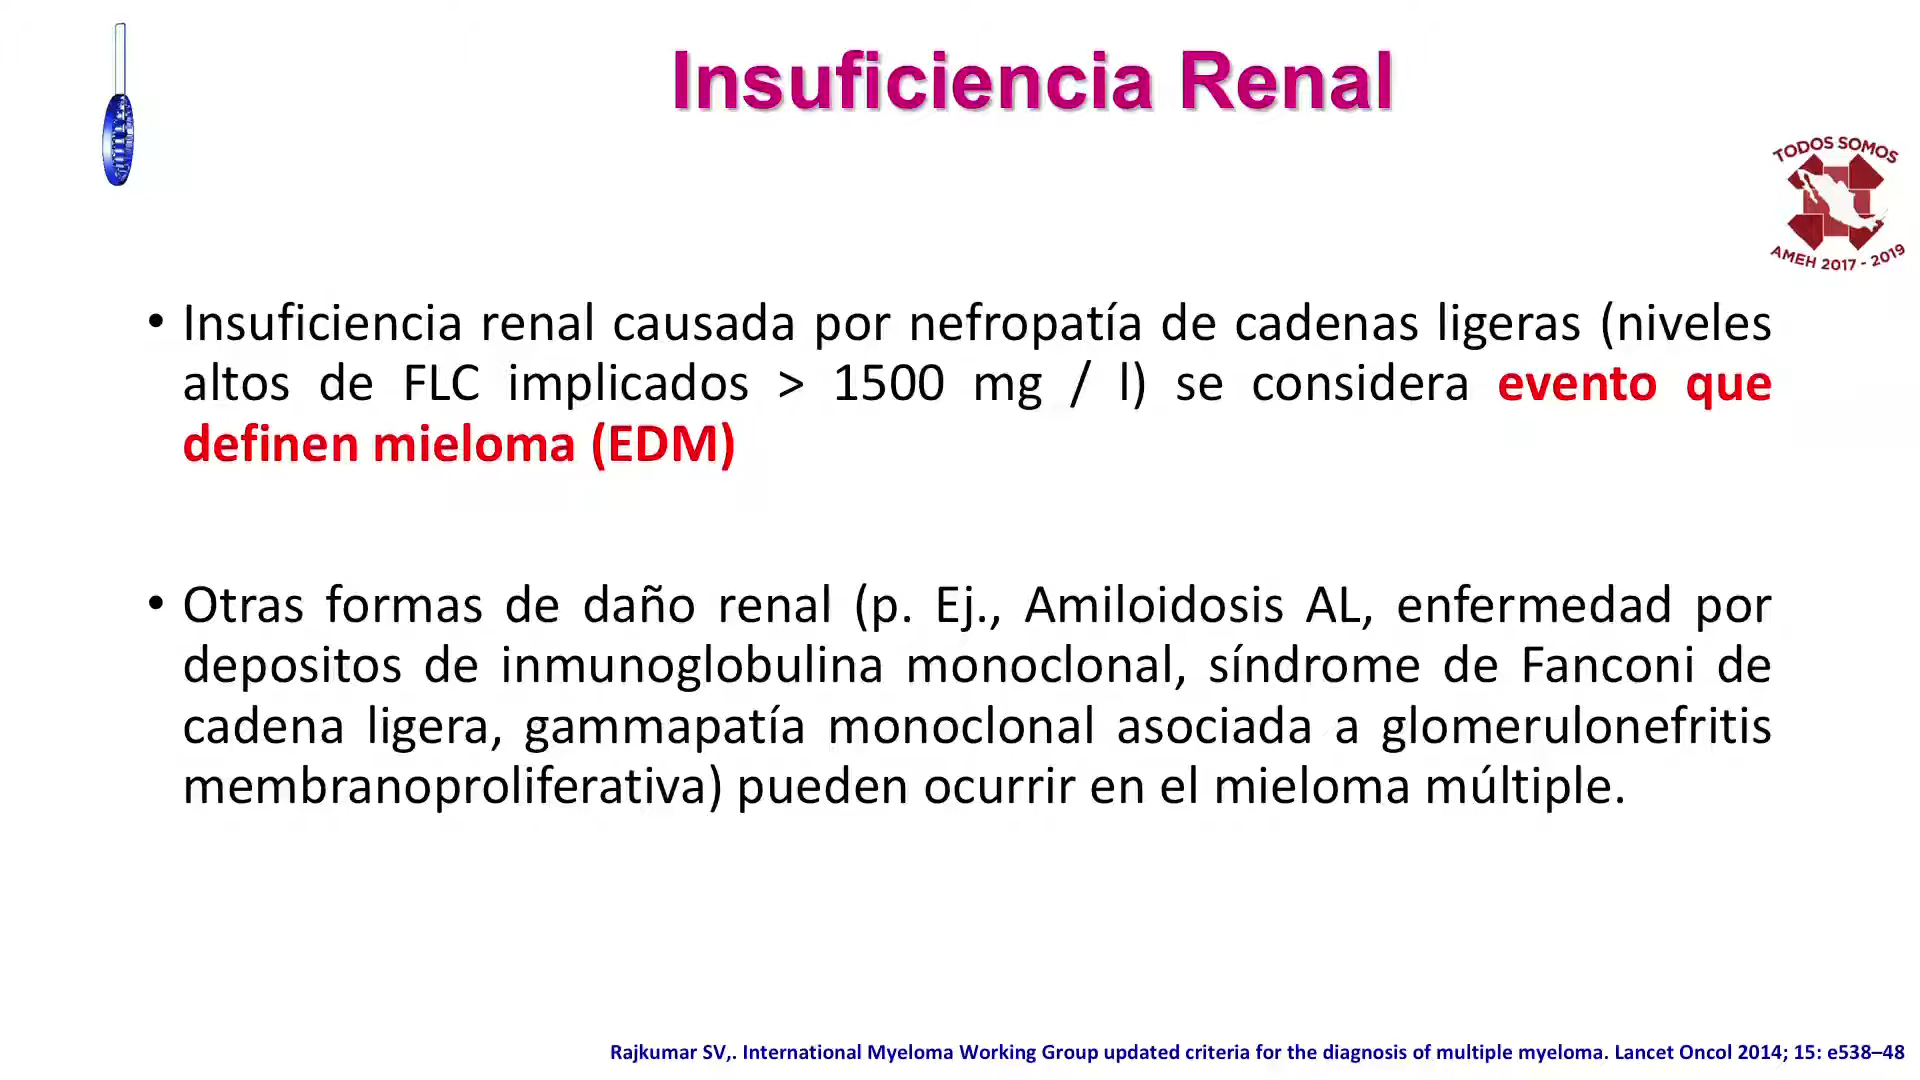 Insuficiencia Renal
TODOS SOMOS
AMEH 2017 - 2019
• Insuficiencia renal causada por nefropatía de cadenas ligeras (niveles
altos de FLC implicados > 1500 mg / l) se considera evento que
definen mieloma (EDM)
• Otras formas de daño renal (p. Ej., Amiloidosis AL, enfermedad por
depositos de inmunoglobulina monoclonal, síndrome de Fanconi de
cadena ligera, gammapatía monoclonal asociada a glomerulonefritis
membranoproliferativa) pueden ocurrir en el mieloma múltiple.
Rajkumar SV,. International Myeloma Working Group updated criteria for the diagnosis of multiple myeloma. Lancet Oncol 2014; 15: e538–48